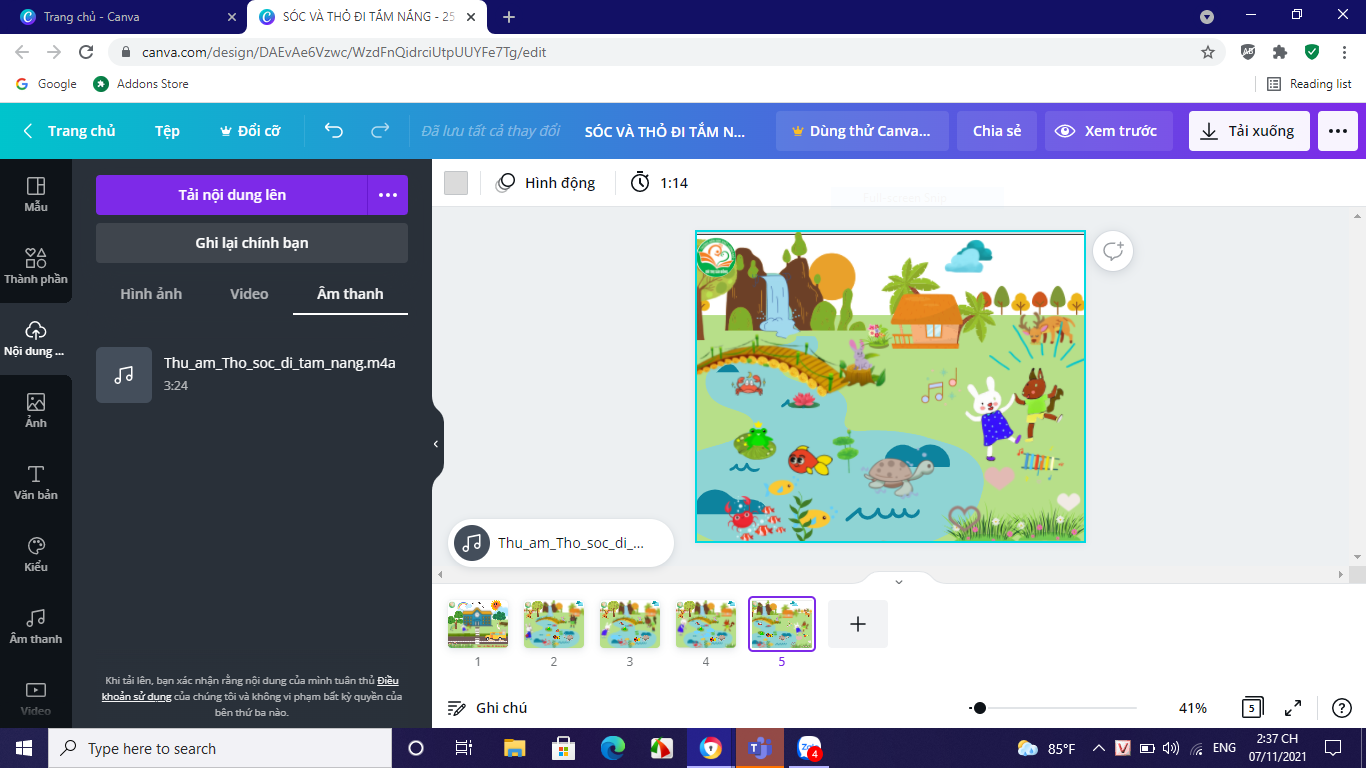 Trang chủ - Canva
SÓC VÀ THỎ ĐI TẮM NẮNG - 25
canva.com/design/DAEvAe6Vzwc/WzdFnQidrciUtpUUYFe7Tg/edit
Google
Addons Store
Reading list
Trang chủ
Tệp
Đổi cỡ
Đã lưu tất cả thay đổi
SÓC VÀ THỎ ĐI TẮM N...
Dùng thử Canva...
Chia sẻ
Xem trước
Tải xuống
Mẫu
Thành phần
Nội dung ...
Ảnh
Văn bản
Kiểu
Âm thanh
Video
Tải nội dung lên
Ghi lại chính bạn
Hình ảnh
Video
Âm thanh
Thu_am_Tho_soc_di_tam_nang.m4a
3:24
Khi tải lên, bạn xác nhận rằng nội dung của mình tuân thủ Điều
khoản sử dụng của chúng tôi và không vi phạm bất kỳ quyền của
bên thứ ba nào.
Hình động
1:14
Thu_am_Tho_soc_di_...
1
2
3
4
5
Ghi chú
41%
5
Type here to search
4
85°F
ENG
2:37 CH
07/11/2021